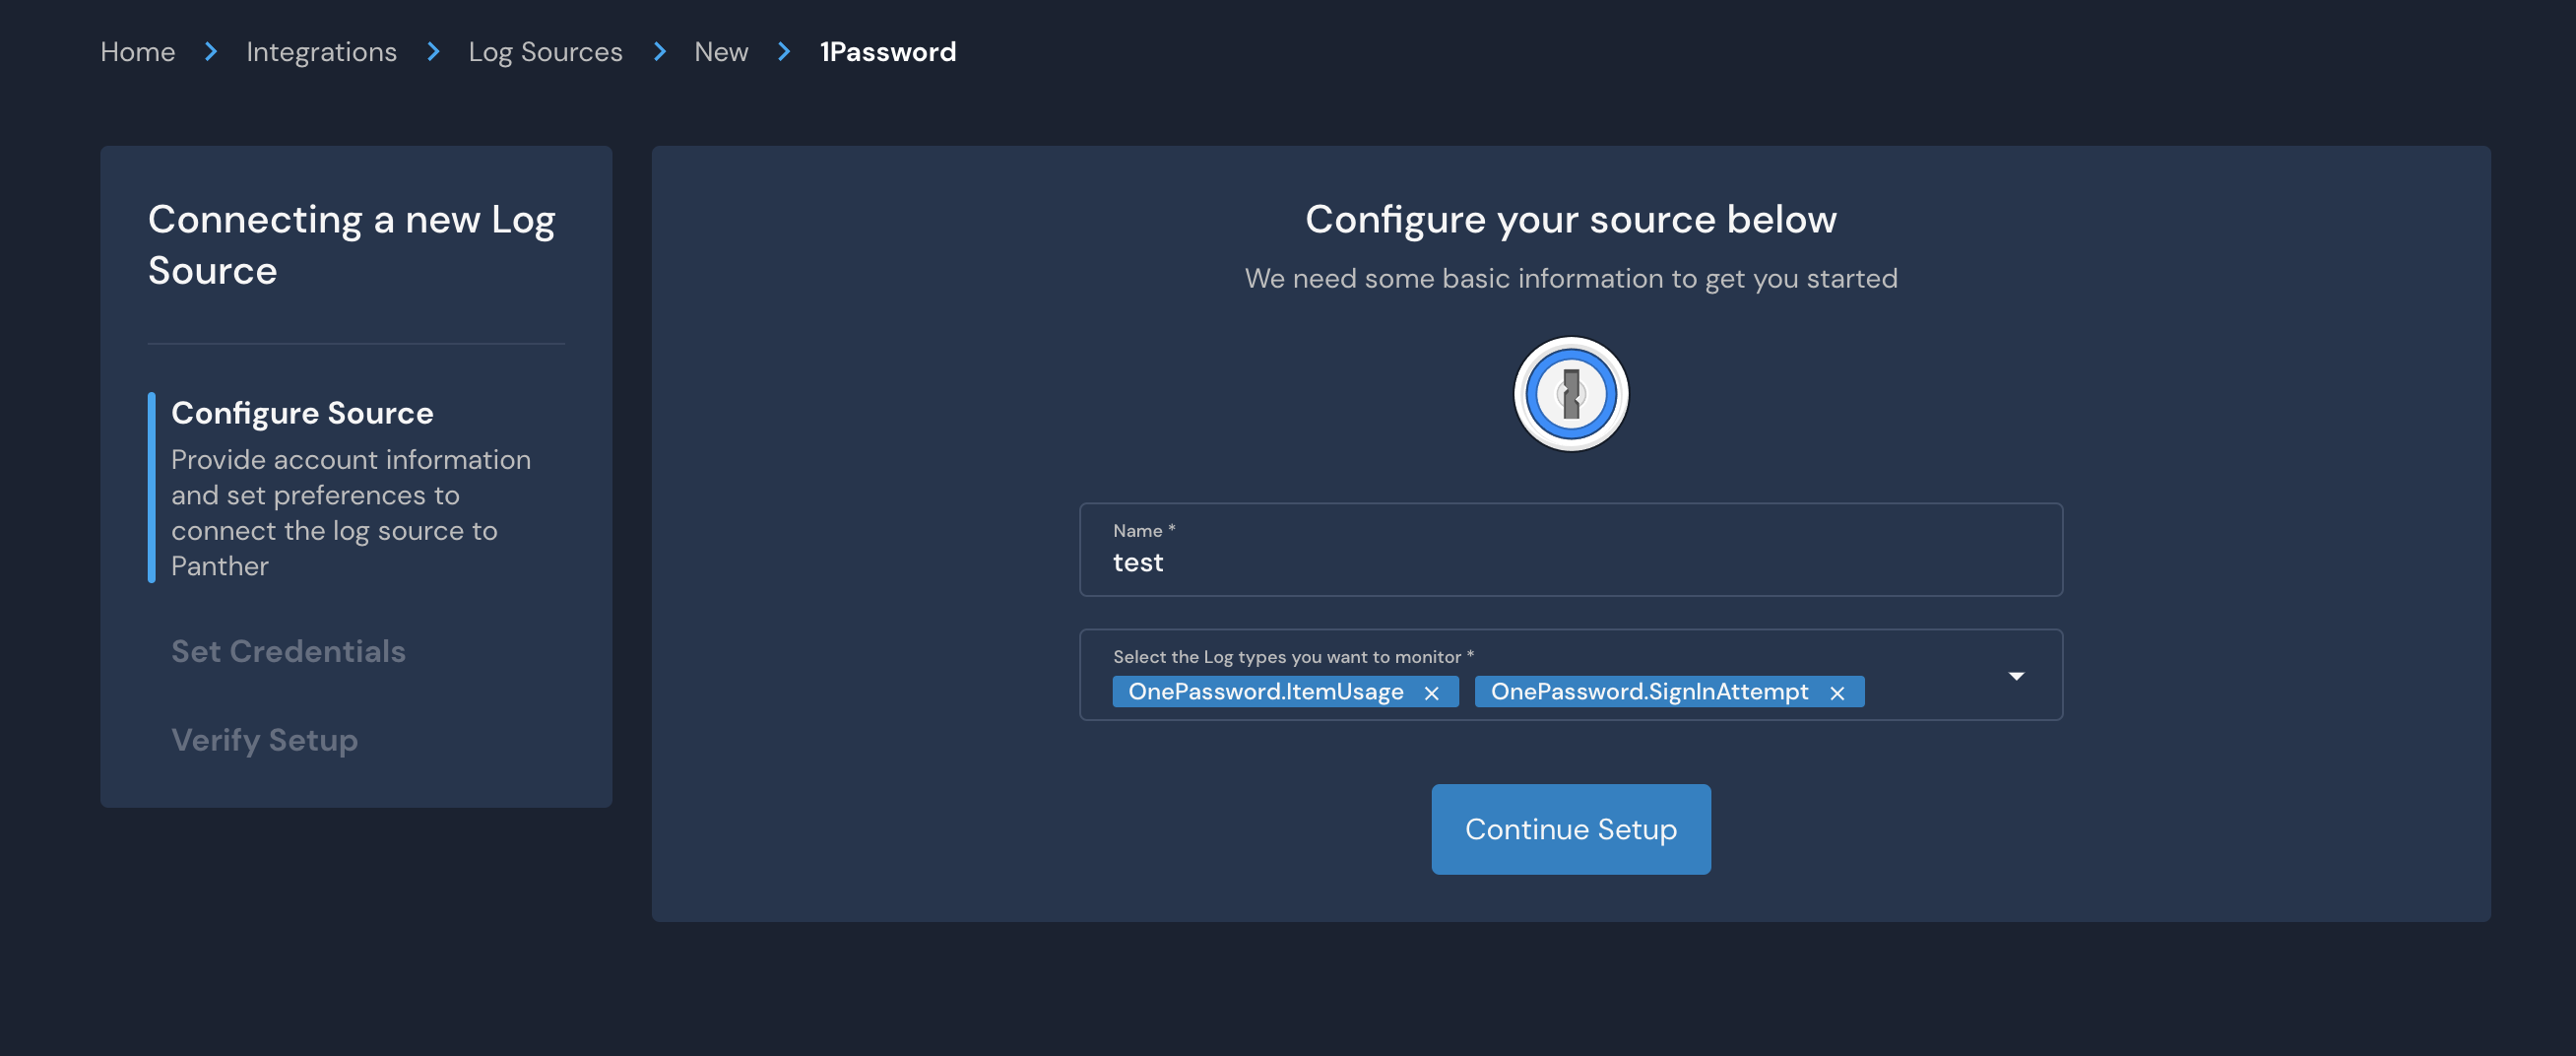 Home > Integrations > Log Sources > New > 1Password
Connecting a new Log
Source
Configure Source
Provide account information
and set preferences to
connect the log source to
Panther
Set Credentials
Verify Setup
Configure your source below
We need some basic information to get you started
Name *
test
Select the Log types you want to monitor *
OnePassword.ItemUsage × OnePassword.SignInAttempt ×
Continue Setup